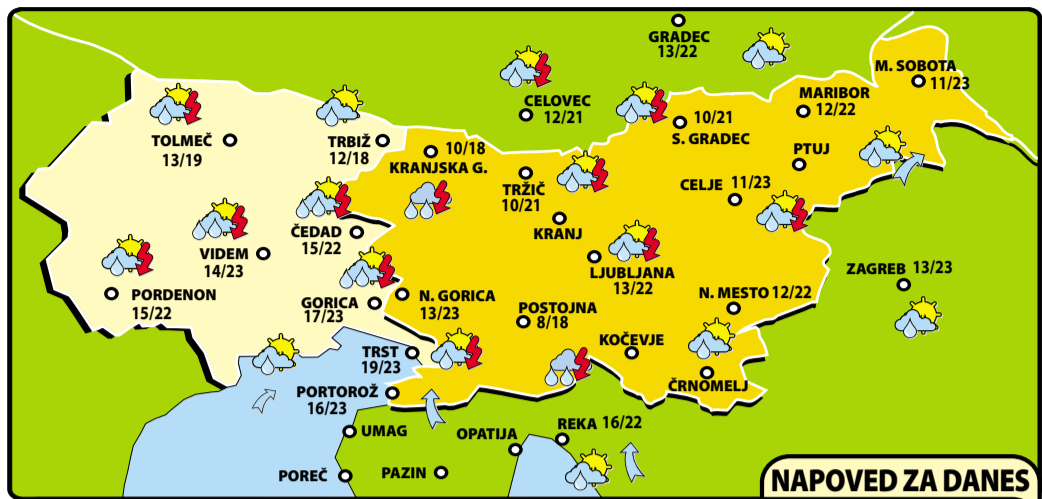 GRADEC
13/22
M. SOBOTA
11/23
CELOVEC
12/21
MARIBOR
12/22
10/21
S. GRADEC
TOLMEČ
13/19
TRBIŽ
12/18
10/18
KRANJSKA G.
PTUJ
TRŽIČ
10/21
CELJE 11/23
KRANJ
ČEDAD
15/22
VIDEM
14/23
LJUBLJANA
13/22
ZAGREB 13/23
PORDENON
15/22
GORICA
17/23
N. GORICA
13/23
N. MESTO 12/22
POSTOJNA
8/18
KOČEVJE
TRST
19/23
ČRNOMELJ
PORTOROŽ
16/23
UMAG
OPATIJA
REKA 16/22
POREČ
PAZIN
NAPOVED ZA DANES